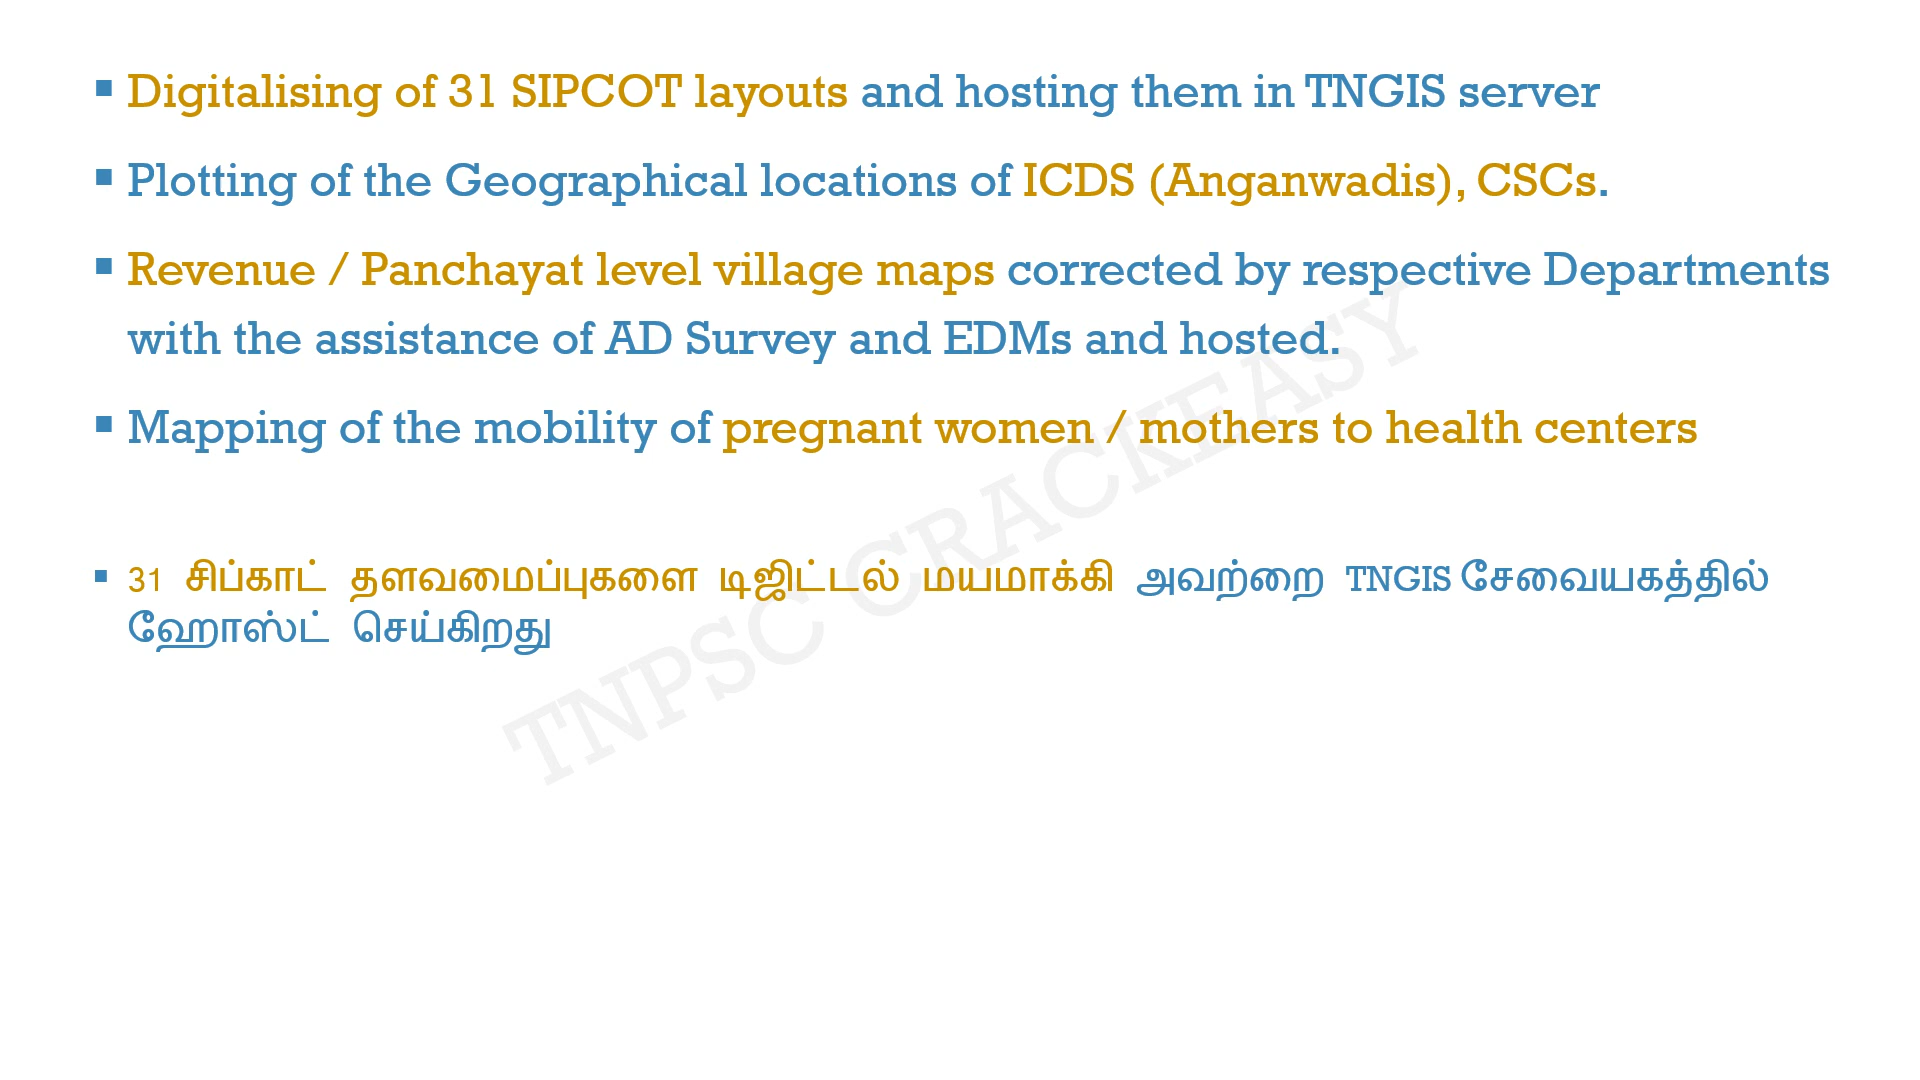 ▪ Digitalising of 31 SIPCOT layouts and hosting them in TNGIS server
▪ Plotting of the Geographical locations of ICDS (Anganwadis), CSCs.
▪ Revenue / Panchayat level village maps corrected by respective Departments
with the assistance of AD Survey and EDMs and hosted.
▪ Mapping of the mobility of pregnant women / mothers to health centers
▪ 31 சிப்காட் தளவமைப்புகளை டிஜிட்டல் மயமாக்கி அவற்றை TNGIS சேவையகத்தில்
ஹோஸ்ட் செய்கிறது
TNPSC CRACKEASY